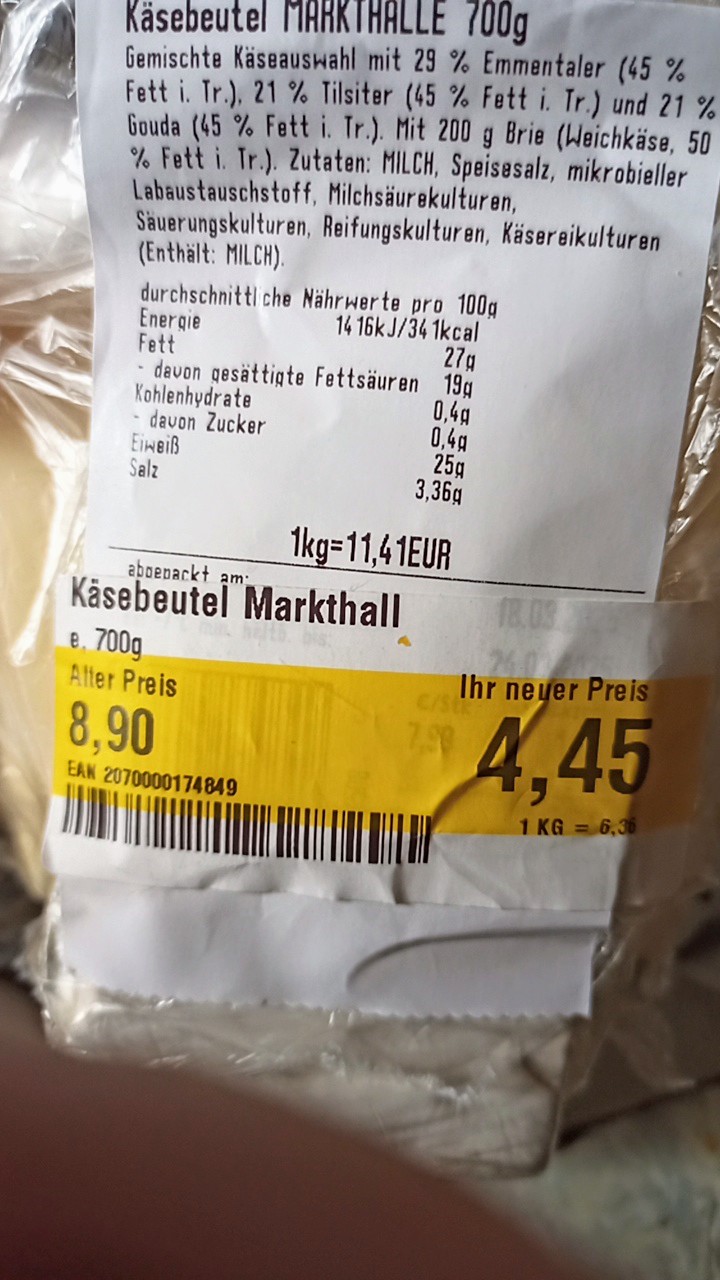 Käsebeutel MARKTHALLE 700g
Gemischte Käseauswahl mit 29 % Emmentaler (45 %
Fett i. Tr.), 21 % Tilsiter (45 % Fett i. Tr.) und 21 %
Gouda (45 % Fett i. Tr.). Mit 200 g Brie (Weichkäse, 50
% Fett i. Tr.). Zutaten: MILCH, Speisesalz, mikrobieller
Labaustauschstoff, Milchsäurekulturen,
Säuerungskulturen, Reifungskulturen, Käsereikulturen
(Enthält: MILCH).
durchschnittliche Nährwerte pro 100g
Energie 1416kJ/341kcal
Fett 27g
- davon gesättigte Fettsäuren 19g
Kohlenhydrate 0,4g
- davon Zucker 0,4g
Eiweiß 25g
Salz 3,36g
1kg=11,41EUR
abgepackt am:
18.03
Käsebeutel Markthall
e. 700g
Alter Preis Ihr neuer Preis
8,90 4,45
EAN 2070000174849
1 KG = 6,36